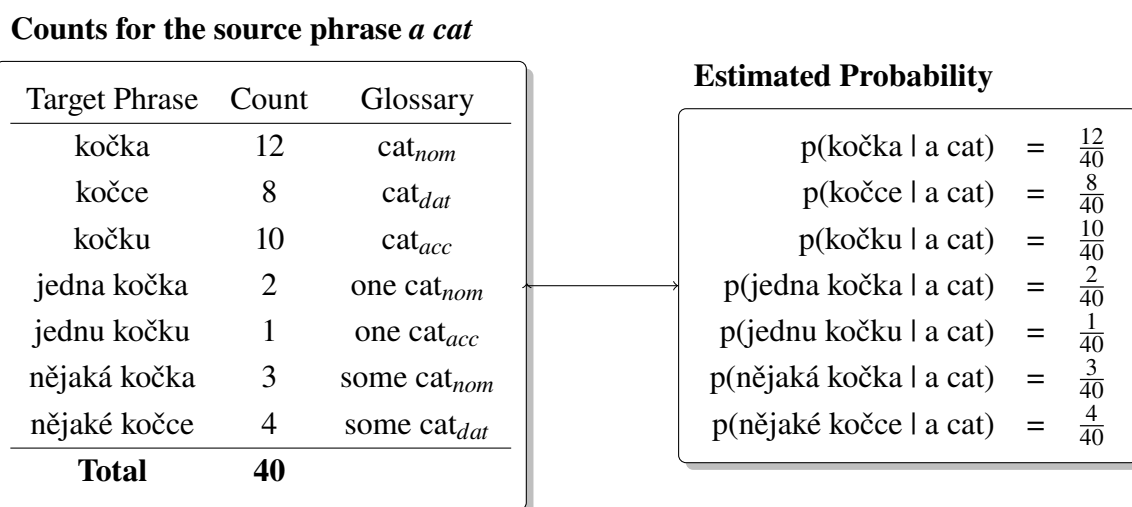 Counts for the source phrase a cat
Target Phrase Count Glossary
kočka 12 cat_nom
kočce 8 cat_dat
kočku 10 cat_acc
jedna kočka 2 one cat_nom
jednu kočku 1 one cat_acc
nějaká kočka 3 some cat_nom
nějaké kočce 4 some cat_dat
Total 40
Estimated Probability
p(kočka | a cat) = 12/40
p(kočce | a cat) = 8/40
p(kočku | a cat) = 10/40
p(jedna kočka | a cat) = 2/40
p(jednu kočku | a cat) = 1/40
p(nějaká kočka | a cat) = 3/40
p(nějaké kočce | a cat) = 4/40